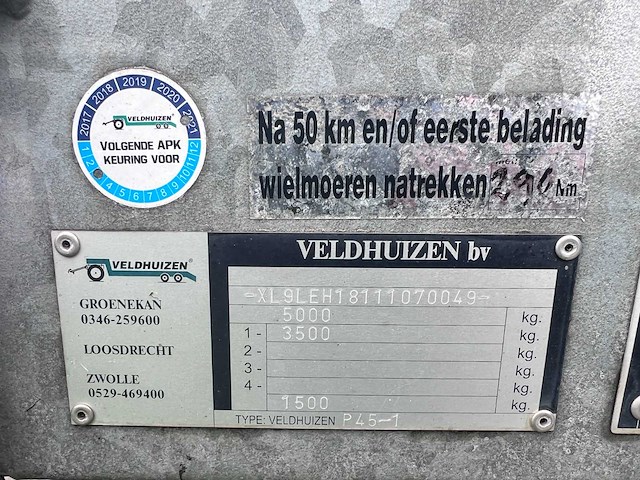 2017 2018 2019 2020 2021
VELDHUIZEN
VOLGENDE APK
KEURING VOOR
1 2 3 4 5 6 7 8 9 10 11 12
Na 50 km en/of eerste belading
wielmoeren natrekken 290 Nm
VELDHUIZEN
GROENEKAN
0346-259600
LOOSDRECHT
ZWOLLE
0529-469400
VELDHUIZEN bv
-XL9LEH18111070049-
5000 kg.
1 - 3500 kg.
2 - kg.
3 - kg.
4 - kg.
1500 kg.
TYPE: VELDHUIZEN P45-1